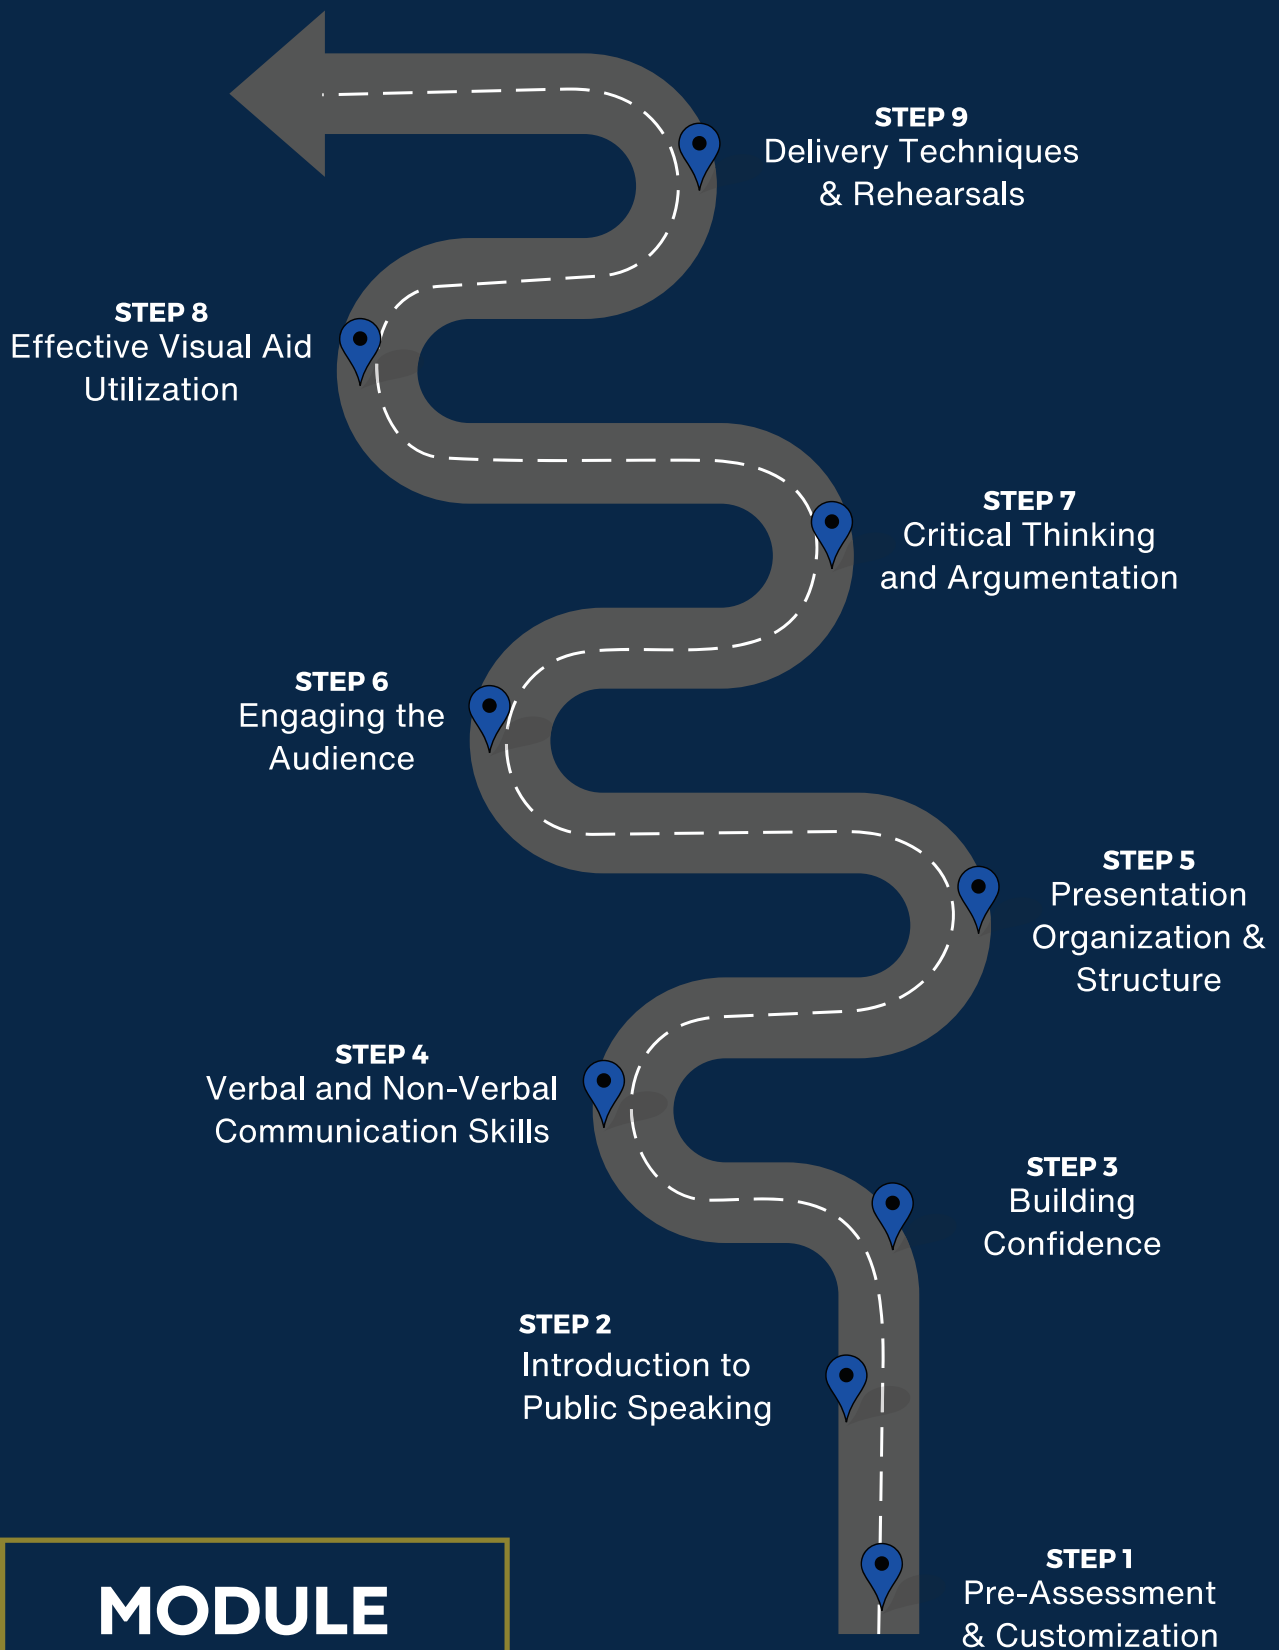 STEP 9
Delivery Techniques
& Rehearsals
STEP 8
Effective Visual Aid
Utilization
STEP 7
Critical Thinking
and Argumentation
STEP 6
Engaging the
Audience
STEP 5
Presentation
Organization &
Structure
STEP 4
Verbal and Non-Verbal
Communication Skills
STEP 3
Building
Confidence
STEP 2
Introduction to
Public Speaking
STEP 1
Pre-Assessment
& Customization
MODULE